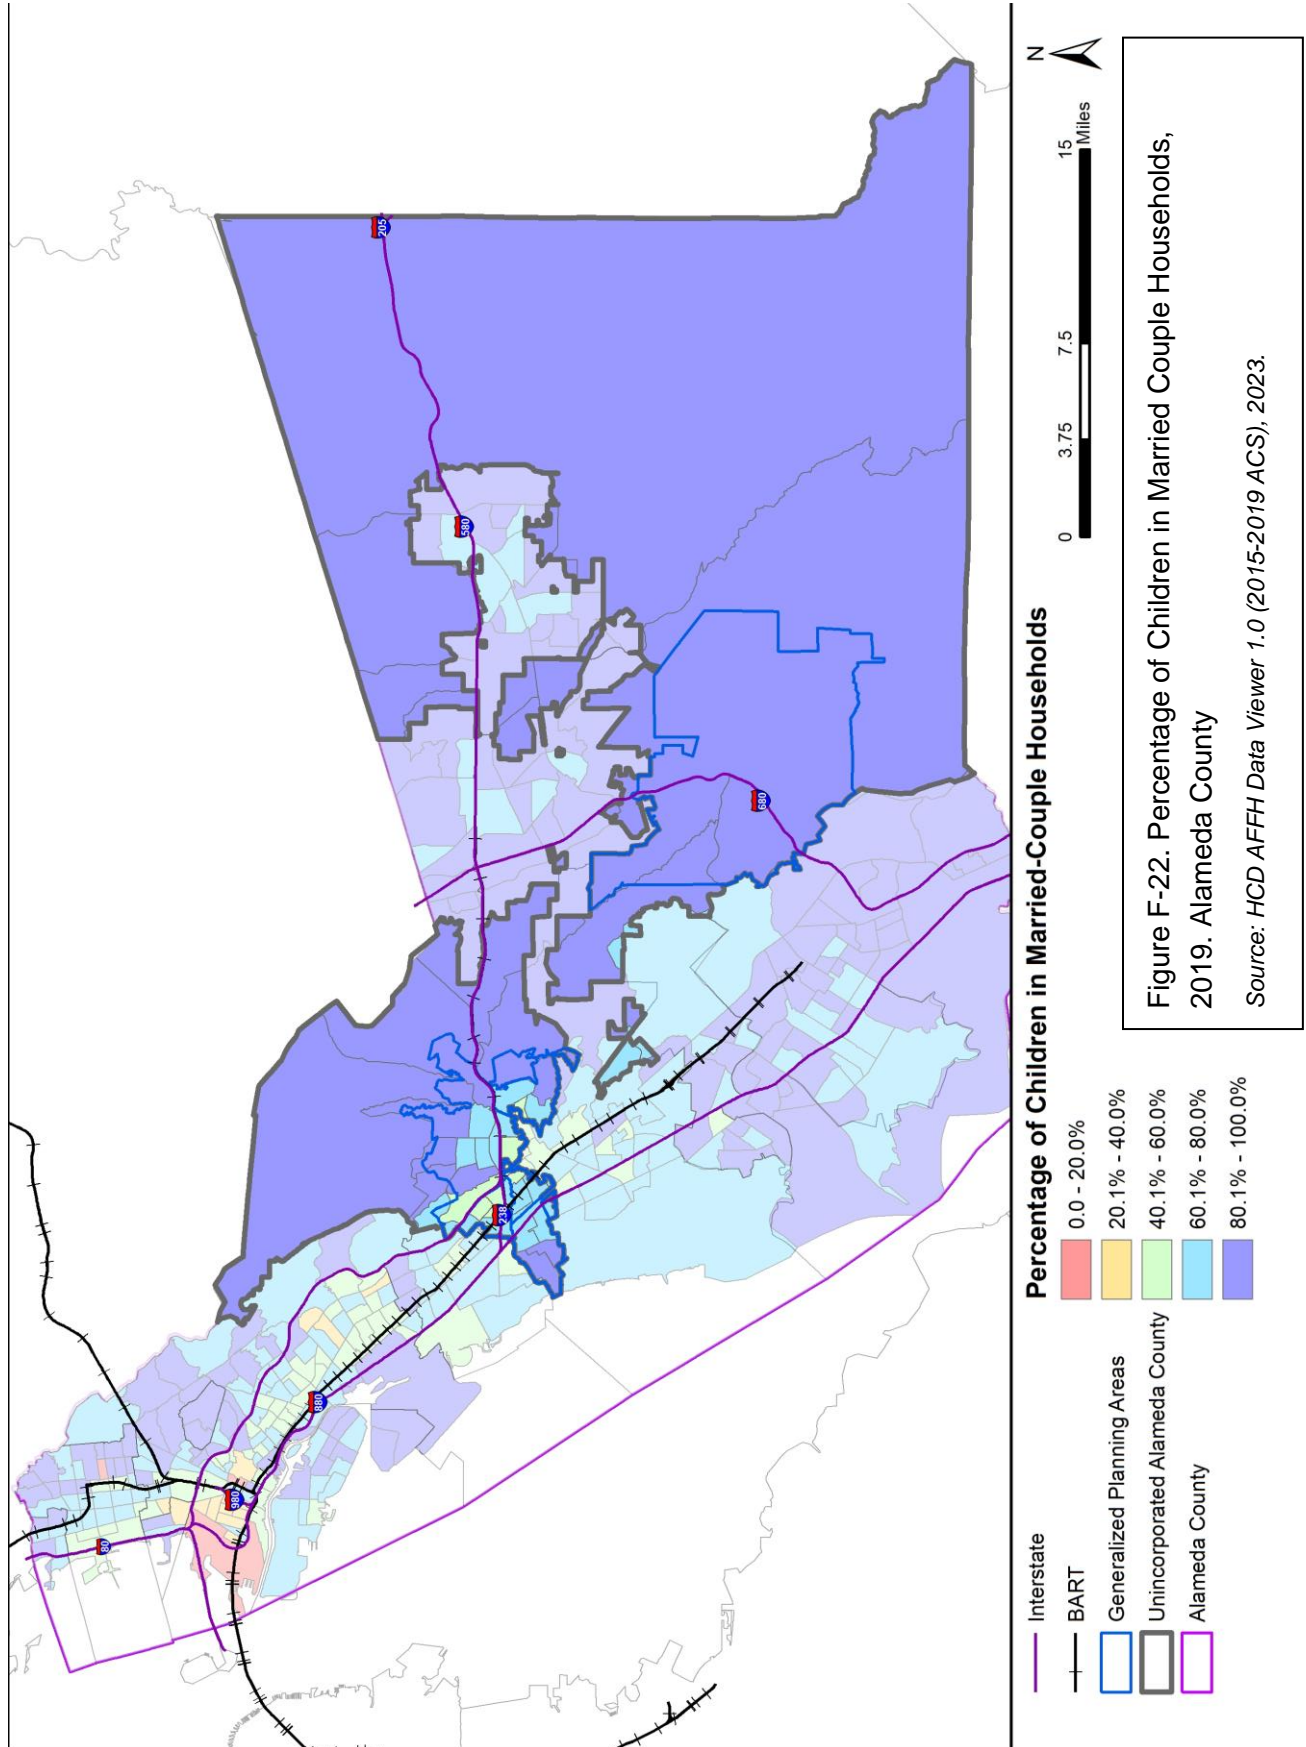 80
980
880
238
680
580
205
Percentage of Children in Married-Couple Households
Interstate
BART
Generalized Planning Areas
Unincorporated Alameda County
Alameda County
0.0 - 20.0%
20.1% - 40.0%
40.1% - 60.0%
60.1% - 80.0%
80.1% - 100.0%
0 3.75 7.5 15
Miles
N
Figure F-22. Percentage of Children in Married Couple Households,
2019. Alameda County
Source: HCD AFFH Data Viewer 1.0 (2015-2019 ACS), 2023.